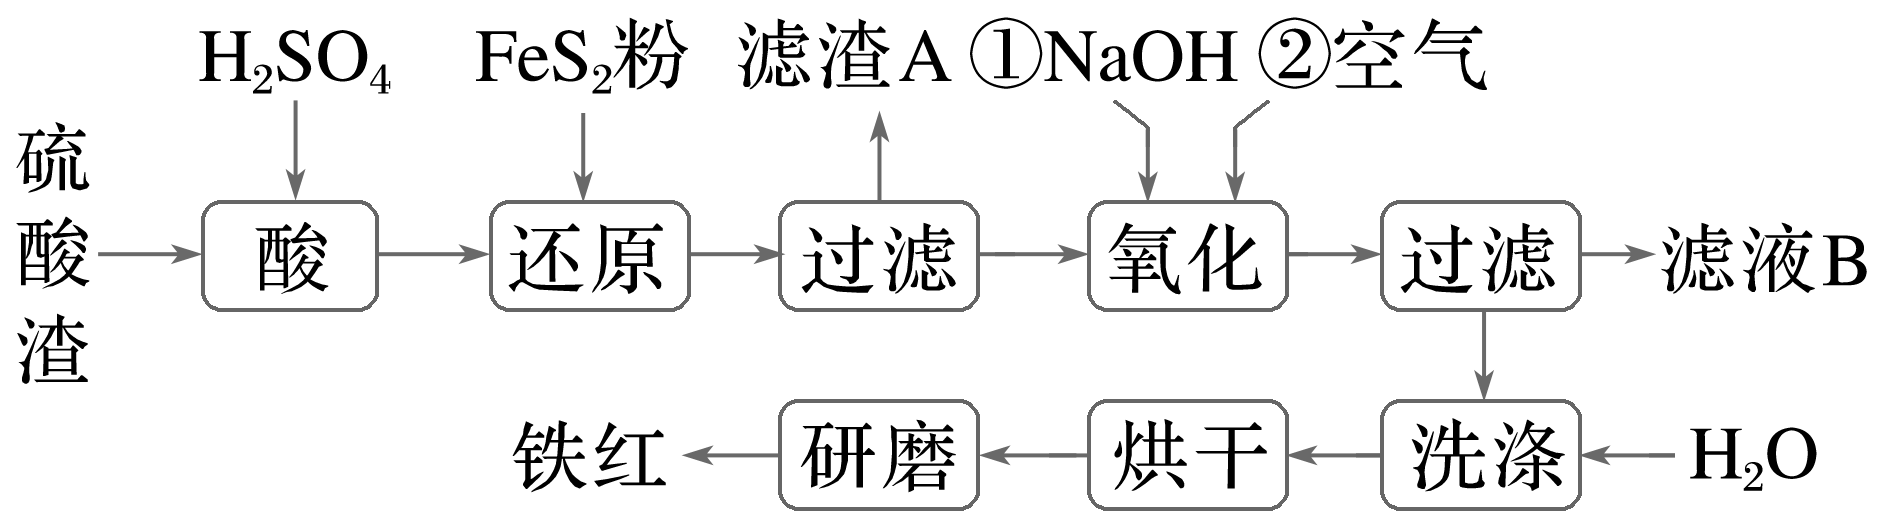 H₂SO₄ FeS₂粉 滤渣A ①NaOH ②空气
硫酸渣
酸 还原 过滤 氧化 过滤 滤液B
铁红 研磨 烘干 洗涤 H₂O